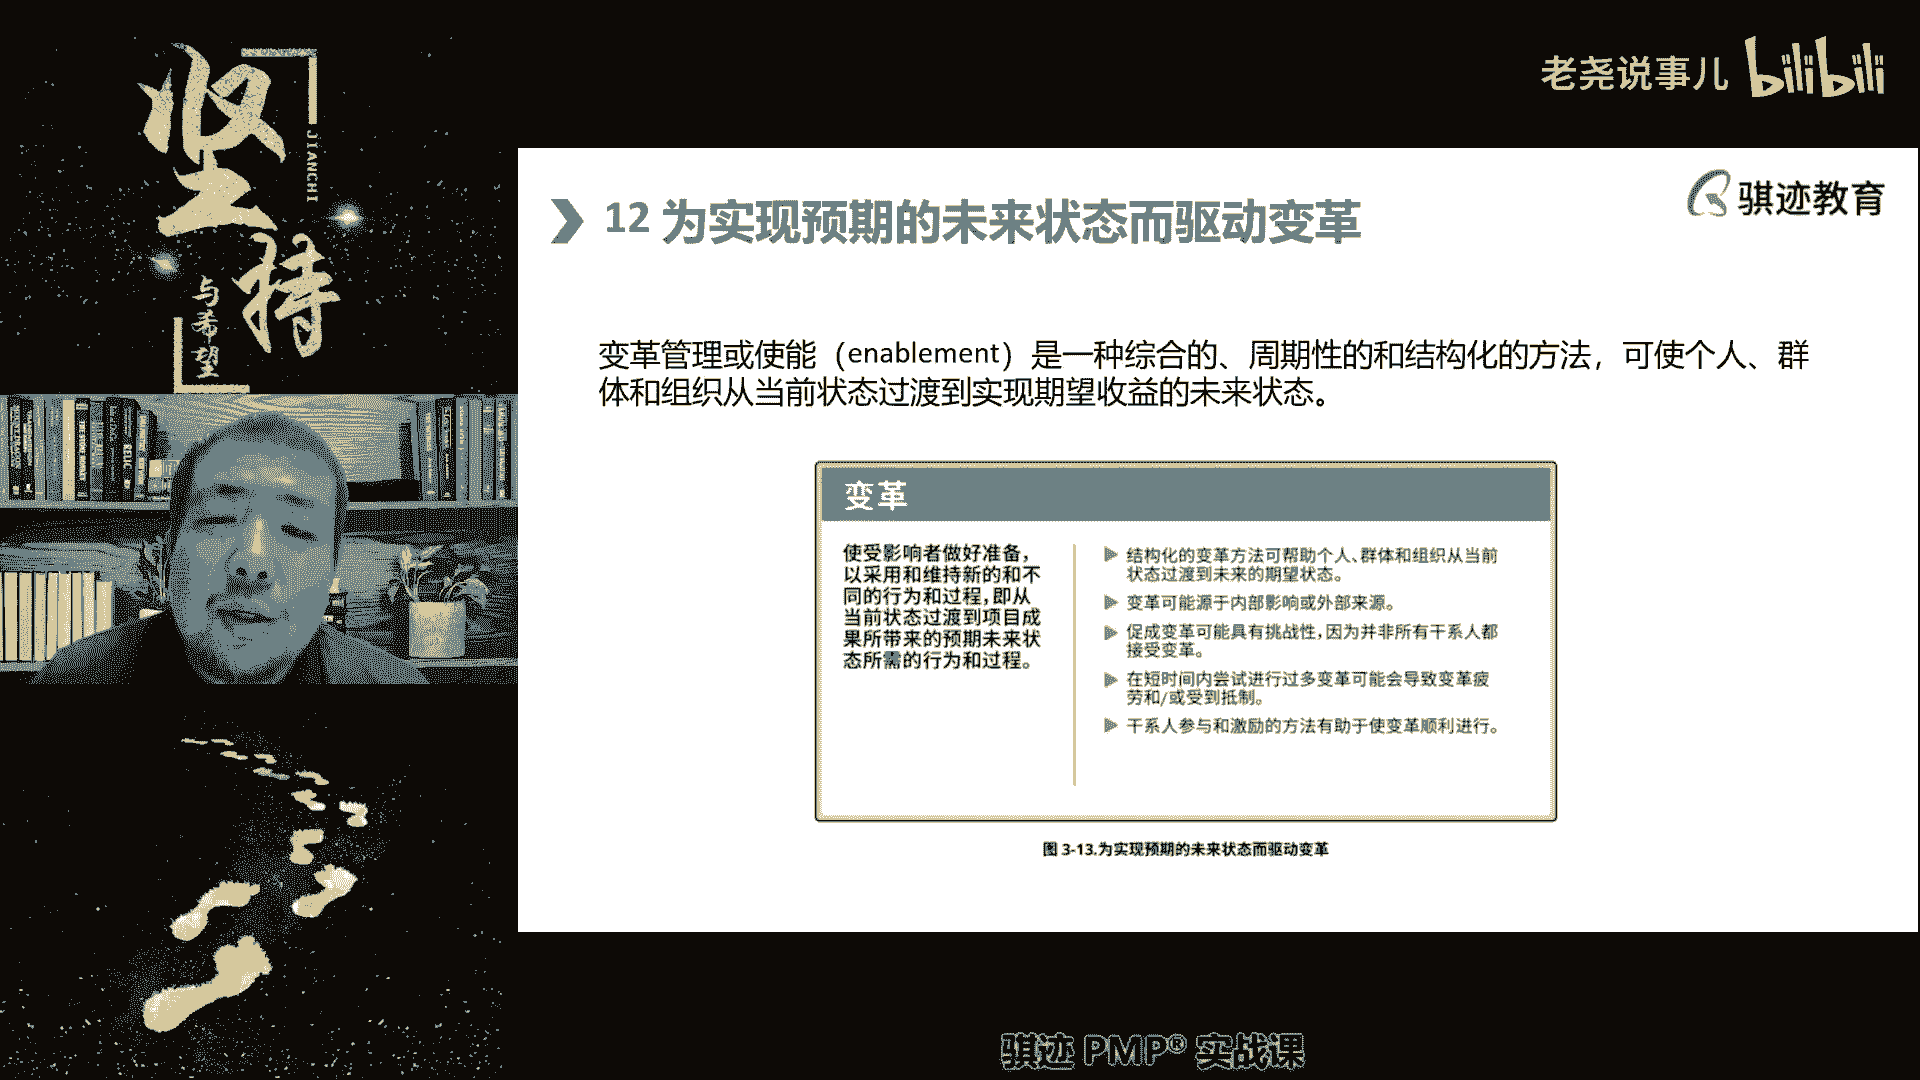 坚持
JIANCHI
与希望
老尧说事儿 bilibili
骐迹教育
12 为实现预期的未来状态而驱动变革
变革管理或使能（enablement）是一种综合的、周期性的和结构化的方法，可使个人、群
体和组织从当前状态过渡到实现期望收益的未来状态。
变革
使受影响者做好准备，
以采用和维持新的和不
同的行为和过程，即从
当前状态过渡到项目成
果所带来的预期未来状
态所需的行为和过程。
结构化的变革方法可帮助个人、群体和组织从当前
状态过渡到未来的期望状态。
变革可能源于内部影响或外部来源。
促成变革可能具有挑战性，因为并非所有干系人都
接受变革。
在短时间内尝试进行过多变革可能会导致变革疲
劳和/或受到抵制。
干系人参与和激励的方法有助于使变革顺利进行。
图 3-13.为实现预期的未来状态而驱动变革
骐迹 PMP® 实战课